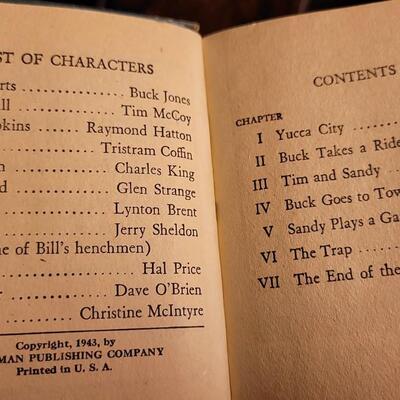 ST OF CHARACTERS
rts - - - - - - - - Buck Jones
ll - - - - - - - - Tim McCoy
pkins - - - - - Raymond Hatton
- - - - - - - - Tristram Coffin
n - - - - - - Charles King
d - - - - - - Glen Strange
- - - - - - - - Lynton Brent
- - - - - - - - Jerry Sheldon
ne of Bill's henchmen)
- - - - - - - - Hal Price
- - - - - - - Dave O'Brien
- - - - - Christine McIntyre
Copyright, 1943, by
MAN PUBLISHING COMPANY
Printed in U. S. A.
CONTENTS
CHAPTER
I Yucca City
II Buck Takes a Ride
III Tim and Sandy
IV Buck Goes to Tow
V Sandy Plays a Ga
VI The Trap
VII The End of the